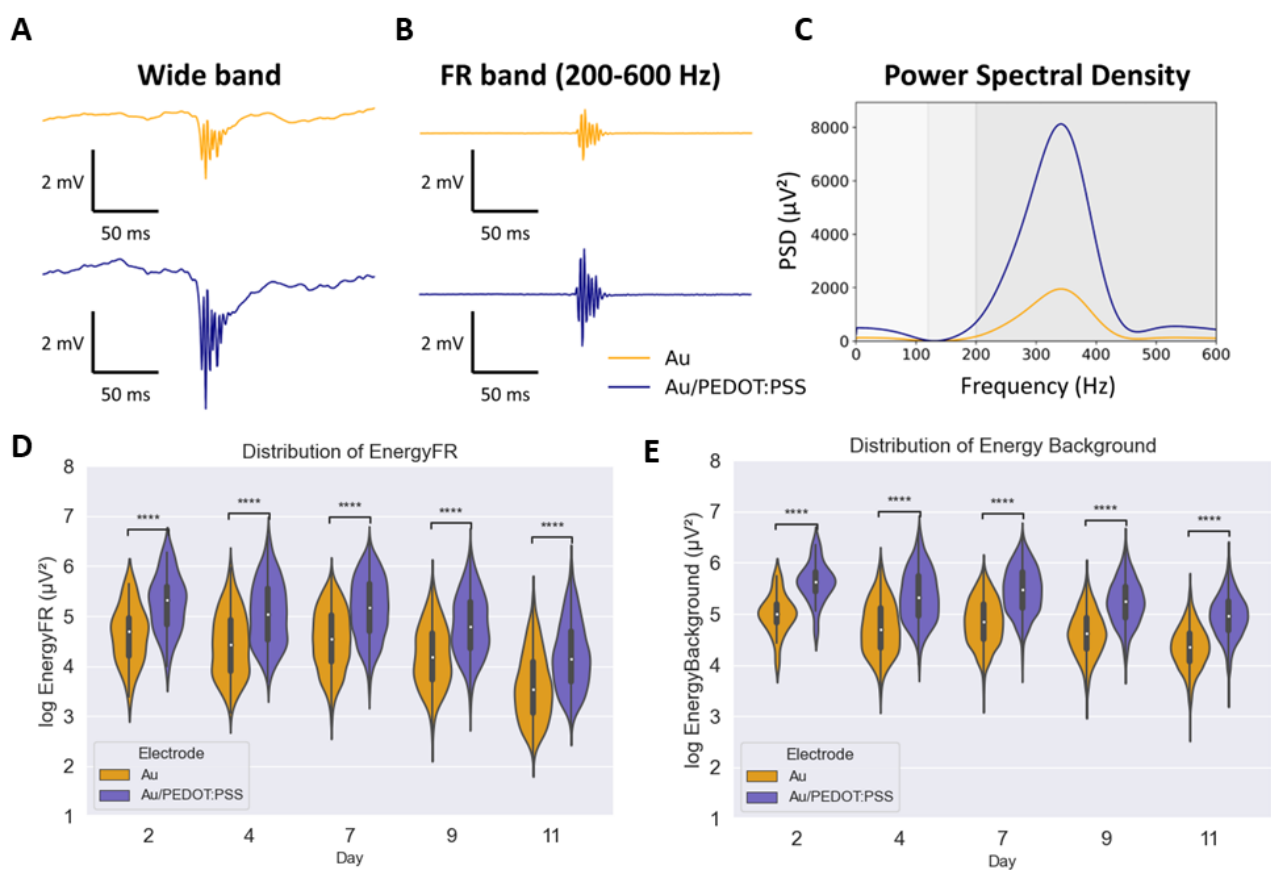 A
Wide band
2 mV
50 ms
2 mV
50 ms
B
FR band (200-600 Hz)
2 mV
50 ms
2 mV
50 ms
Au
Au/PEDOT:PSS
C
Power Spectral Density
PSD (µV²)
8000
6000
4000
2000
0
0 100 200 300 400 500 600
Frequency (Hz)
D
Distribution of EnergyFR
log EnergyFR (µV²)
8
7
6
5
4
3
2
1
**** **** **** **** ****
Electrode
Au
Au/PEDOT:PSS
2 4 7 9 11
Day
E
Distribution of Energy Background
log EnergyBackground (µV²)
8
7
6
5
4
3
2
1
**** **** **** **** ****
Electrode
Au
Au/PEDOT:PSS
2 4 7 9 11
Day